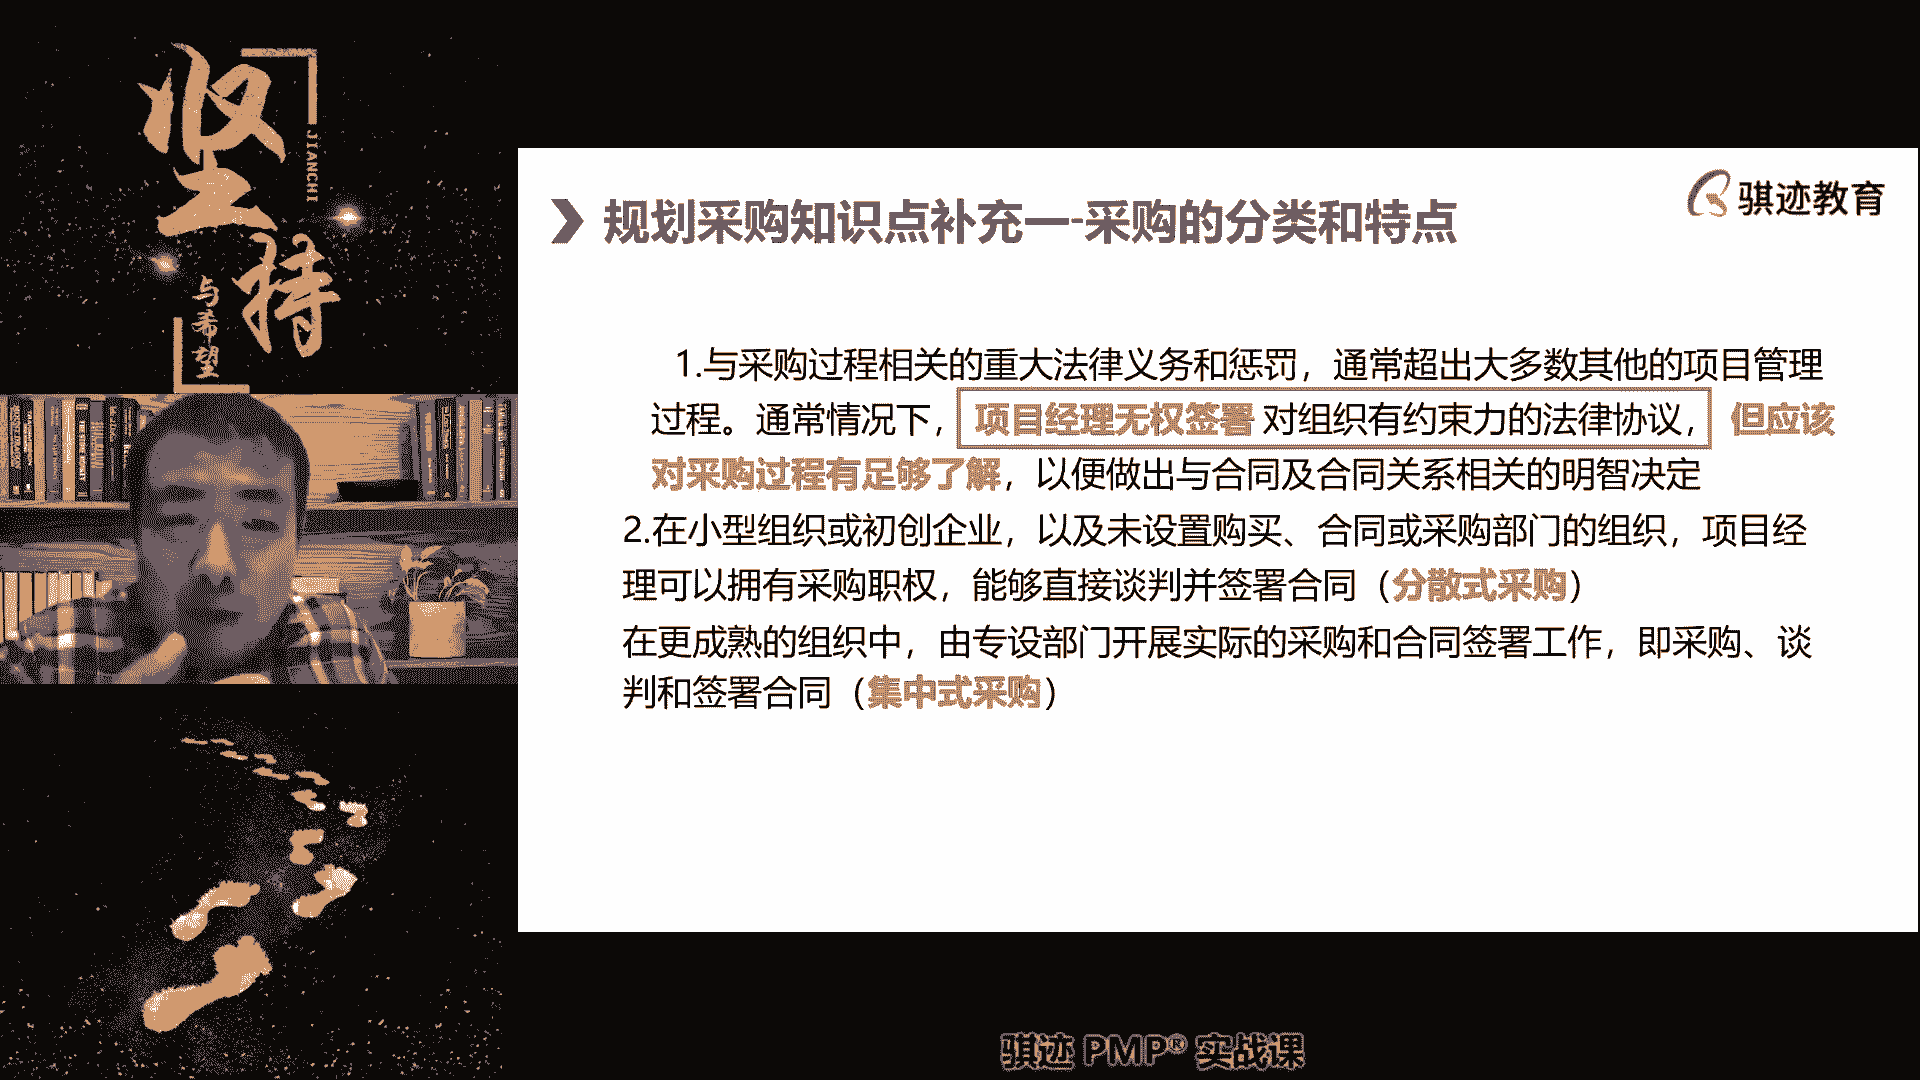 坚持
JIANCHI
与希望
骐迹教育
规划采购知识点补充一-采购的分类和特点
1.与采购过程相关的重大法律义务和惩罚，通常超出大多数其他的项目管理
过程。通常情况下，项目经理无权签署 对组织有约束力的法律协议，但应该
对采购过程有足够了解，以便做出与合同及合同关系相关的明智决定
2.在小型组织或初创企业，以及未设置购买、合同或采购部门的组织，项目经
理可以拥有采购职权，能够直接谈判并签署合同（分散式采购）
在更成熟的组织中，由专设部门开展实际的采购和合同签署工作，即采购、谈
判和签署合同（集中式采购）
骐迹 PMP® 实战课